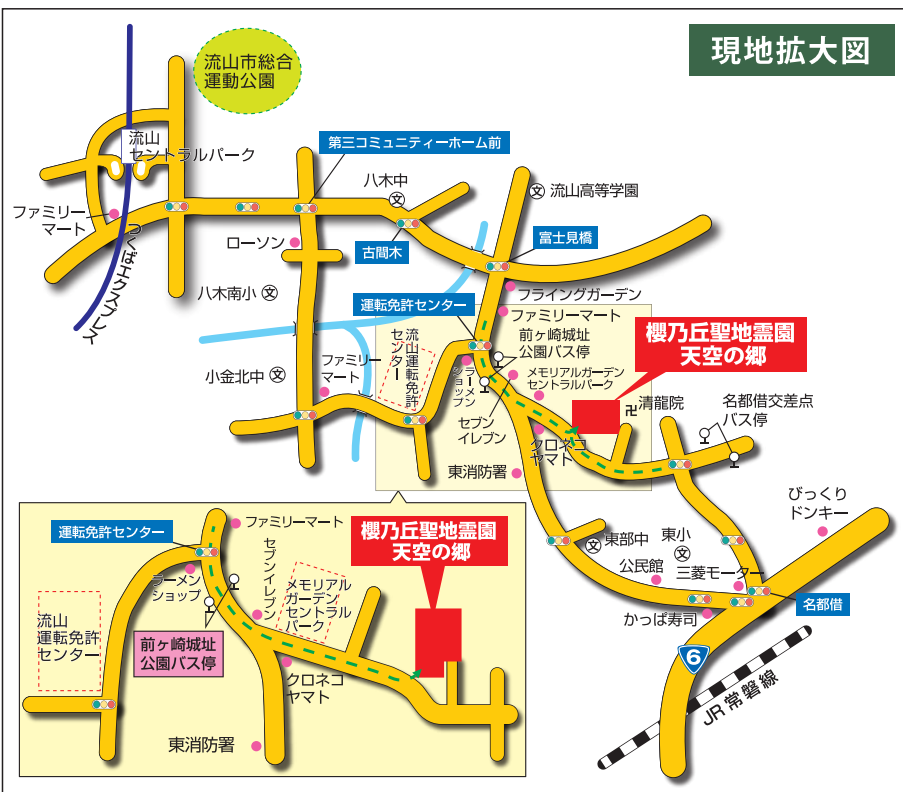 現地拡大図
流山市総合
運動公園
流山
セントラルパーク
第三コミュニティーホーム前
八木中
文
文
流山高等学園
ファミリー
マート
つくばエクスプレス
ローソン
古間木
富士見橋
八木南小
文
運転免許センター
フライングガーデン
ファミリーマート
前ヶ崎城址
公園バス停
櫻乃丘聖地霊園
天空の郷
流山運転免許
センター
小金北中
文
ファミリー
マート
ラーメン
ショップ
メモリアルガーデン
セントラルパーク
卍
清龍院
名都借交差点
バス停
セブン
イレブン
クロネコ
ヤマト
東消防署
びっくり
ドンキー
文
東部中
東小
文
公民館
三菱モーター
かっぱ寿司
名都借
6
JR常磐線
運転免許センター
ファミリーマート
櫻乃丘聖地霊園
天空の郷
ラーメン
ショップ
セブンイレブン
メモリアル
ガーデン
セントラル
パーク
流山
運転免許
センター
前ヶ崎城址
公園バス停
クロネコ
ヤマト
東消防署